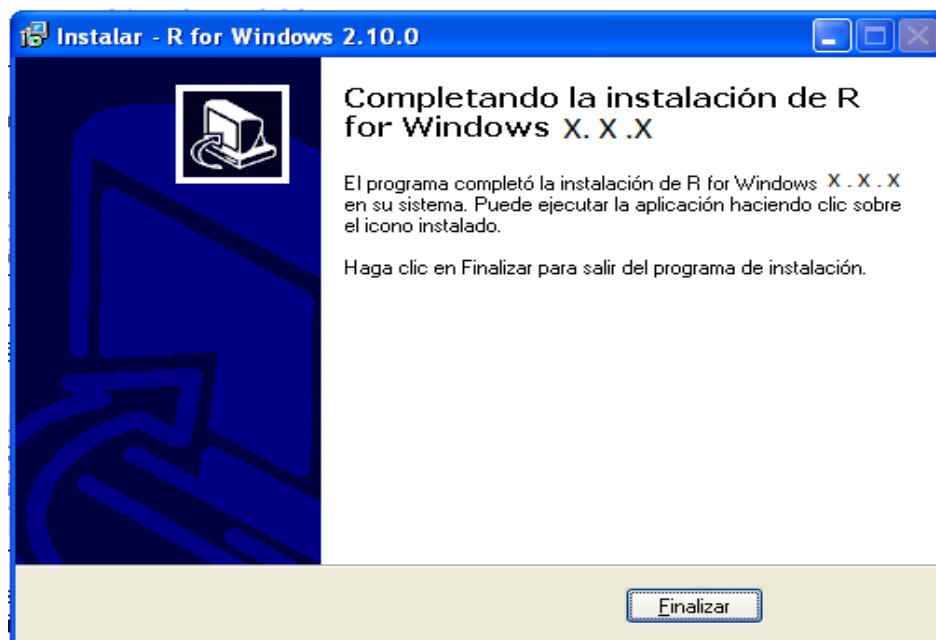 Instalar - R for Windows 2.10.0
Completando la instalación de R
for Windows X. X .X
El programa completó la instalación de R for Windows X . X . X
en su sistema. Puede ejecutar la aplicación haciendo clic sobre
el icono instalado.
Haga clic en Finalizar para salir del programa de instalación.
Finalizar